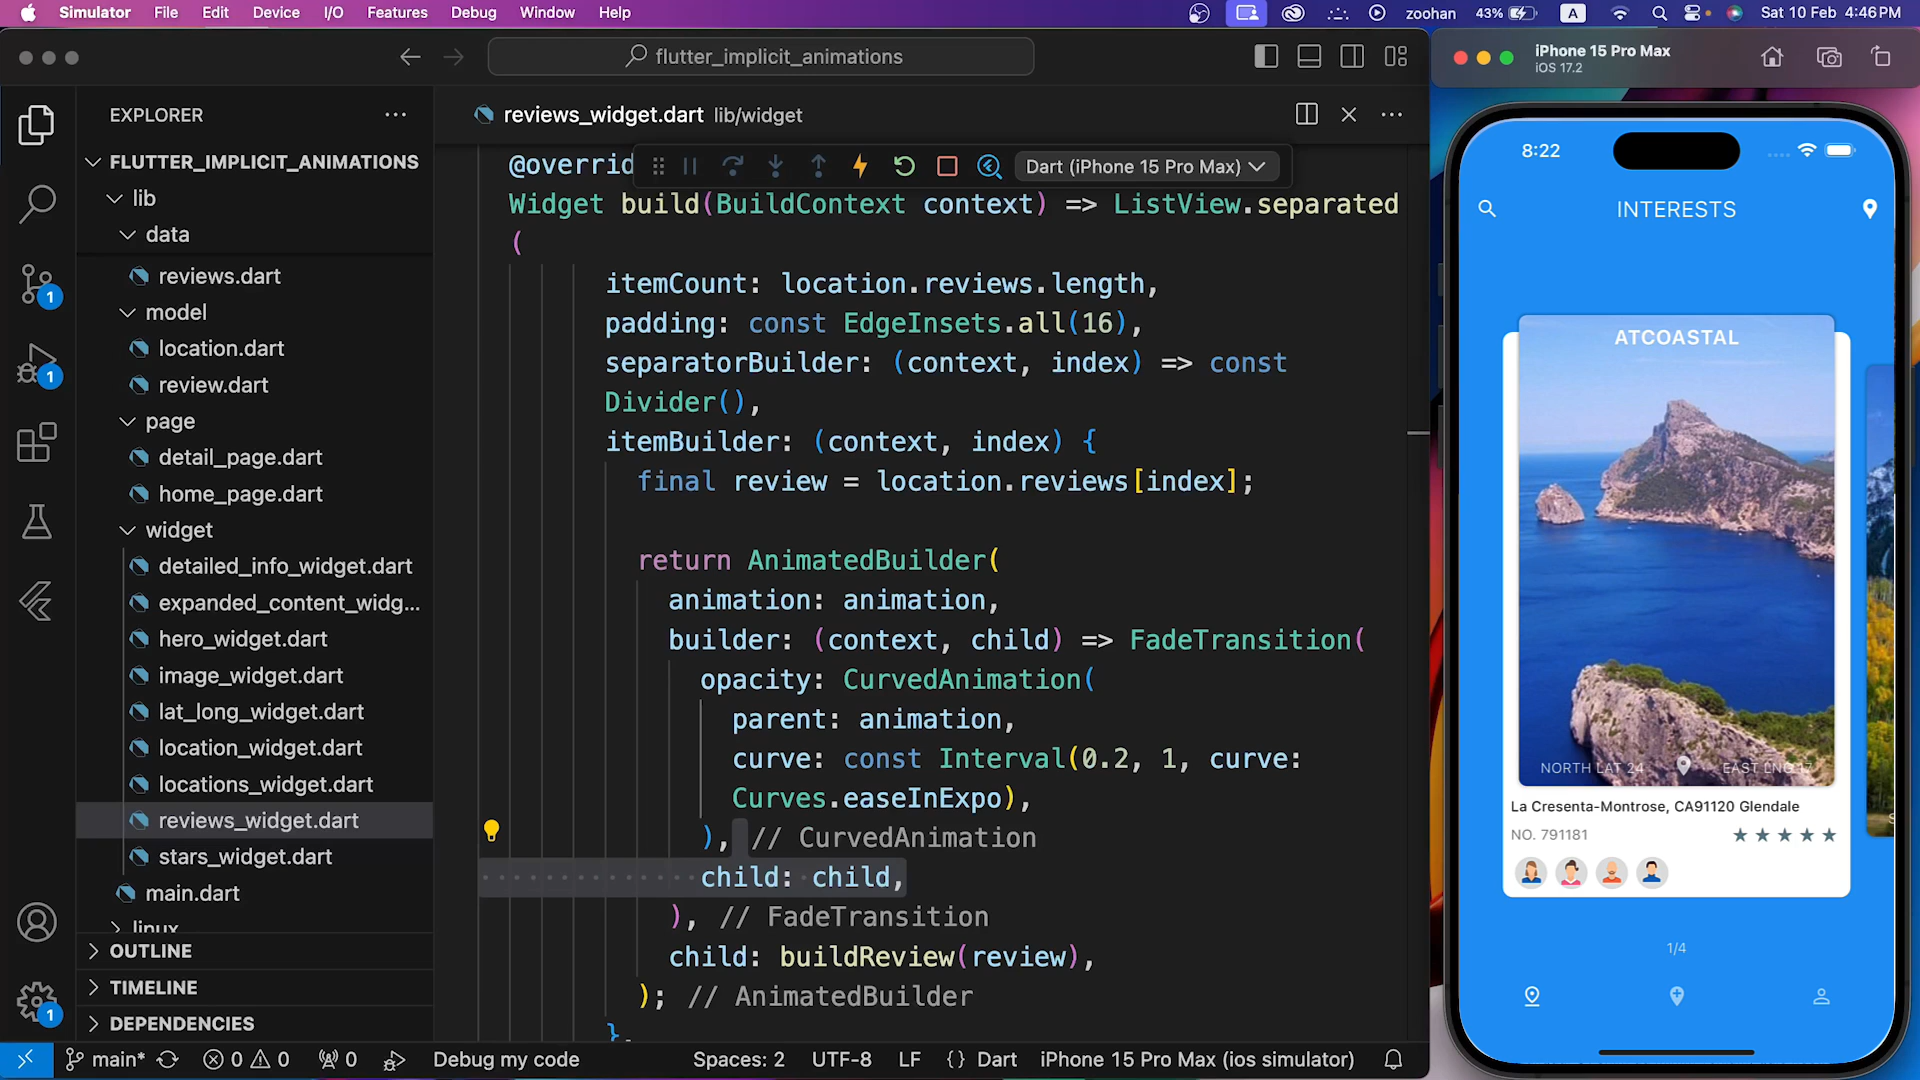 Simulator File Edit Device I/O Features Debug Window Help zoohan 43% A Sat 10 Feb 4:46 PM
flutter_implicit_animations
EXPLORER
FLUTTER_IMPLICIT_ANIMATIONS
lib
data
reviews.dart
model
location.dart
review.dart
page
detail_page.dart
home_page.dart
widget
detailed_info_widget.dart
expanded_content_widg...
hero_widget.dart
image_widget.dart
lat_long_widget.dart
location_widget.dart
locations_widget.dart
reviews_widget.dart
stars_widget.dart
main.dart
linux
OUTLINE
TIMELINE
DEPENDENCIES
1
1
1
reviews_widget.dart lib/widget
Dart (iPhone 15 Pro Max)
@overrid
Widget build(BuildContext context) => ListView.separated
(
itemCount: location.reviews.length,
padding: const EdgeInsets.all(16),
separatorBuilder: (context, index) => const
Divider(),
itemBuilder: (context, index) {
final review = location.reviews[index];
return AnimatedBuilder(
animation: animation,
builder: (context, child) => FadeTransition(
opacity: CurvedAnimation(
parent: animation,
curve: const Interval(0.2, 1, curve:
Curves.easeInExpo),
), // CurvedAnimation
child: child,
), // FadeTransition
child: buildReview(review),
); // AnimatedBuilder
},
main* 0 0 0 Debug my code Spaces: 2 UTF-8 LF {} Dart iPhone 15 Pro Max (ios simulator)
iPhone 15 Pro Max
iOS 17.2
8:22
INTERESTS
ATCOASTAL
NORTH LAT 24 EAST LNG 17
La Cresenta-Montrose, CA91120 Glendale
NO. 791181
1/4